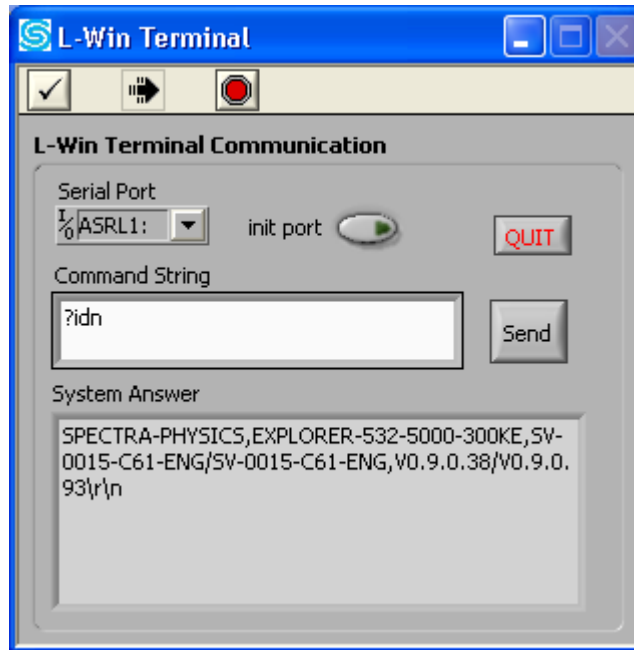 L-Win Terminal
L-Win Terminal Communication
Serial Port
ASRL1:
init port
QUIT
Command String
?idn
Send
System Answer
SPECTRA-PHYSICS,EXPLORER-532-5000-300KE,SV-
0015-C61-ENG/SV-0015-C61-ENG,V0.9.0.38/V0.9.0.
93\r\n